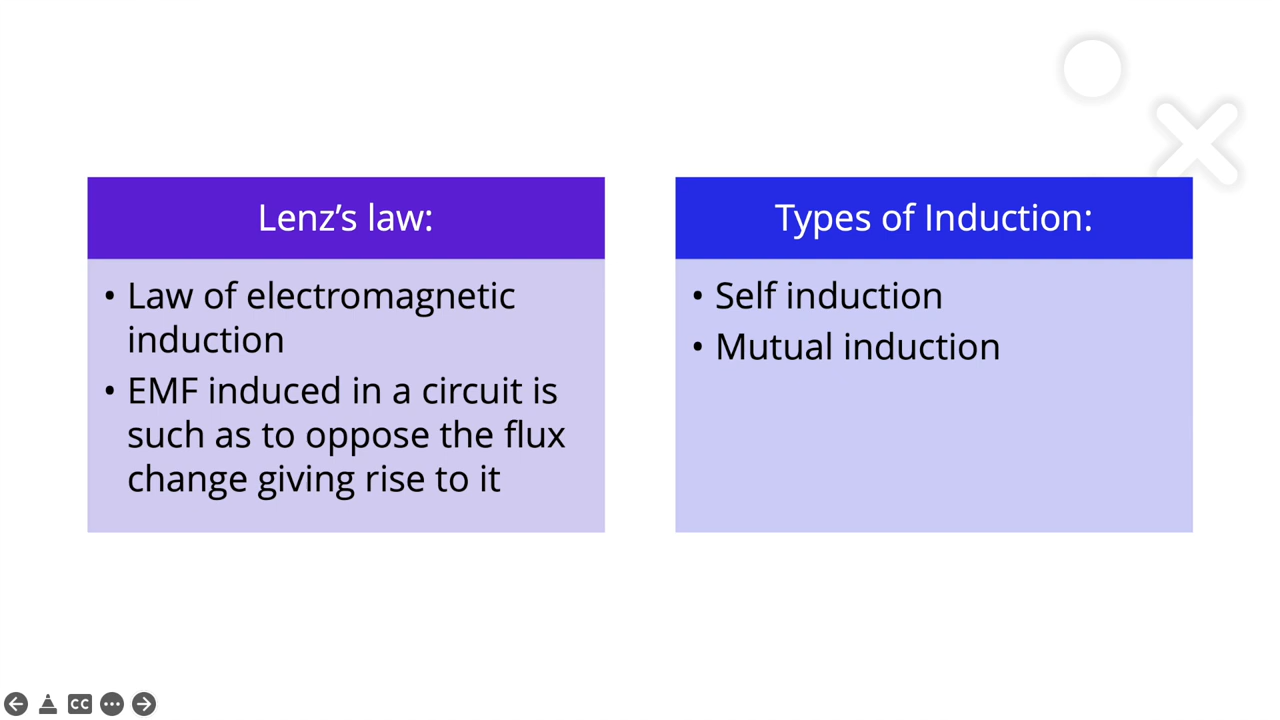 Lenz’s law:
• Law of electromagnetic
induction
• EMF induced in a circuit is
such as to oppose the flux
change giving rise to it
Types of Induction:
• Self induction
• Mutual induction
CC